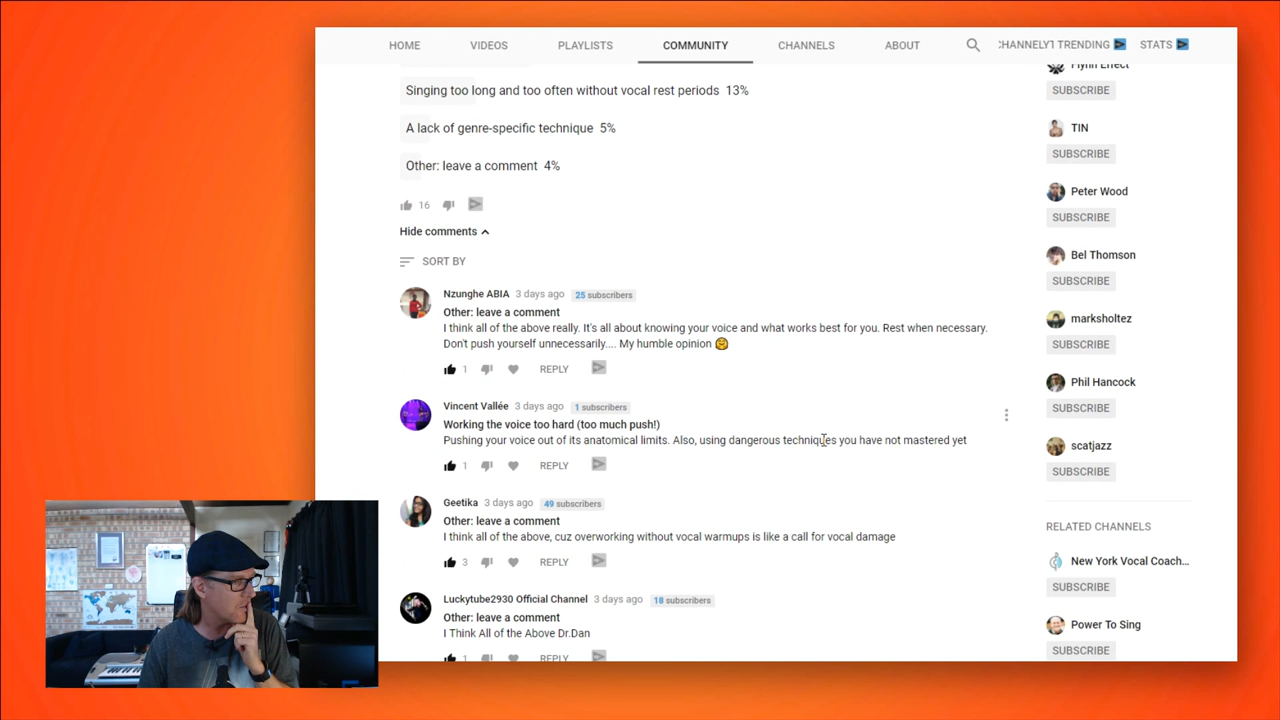 HOME VIDEOS PLAYLISTS COMMUNITY CHANNELS ABOUT CHANNELYT TRENDING STATS
Singing too long and too often without vocal rest periods 13%
A lack of genre-specific technique 5%
Other: leave a comment 4%
16
Hide comments
SORT BY
Nzunghe ABIA 3 days ago 25 subscribers
Other: leave a comment
I think all of the above really. It's all about knowing your voice and what works best for you. Rest when necessary.
Don't push yourself unnecessarily.... My humble opinion 🤗
1 REPLY
Vincent Vallée 3 days ago 1 subscribers
Working the voice too hard (too much push!)
Pushing your voice out of its anatomical limits. Also, using dangerous techniques you have not mastered yet
1 REPLY
Geetika 3 days ago 49 subscribers
Other: leave a comment
I think all of the above, cuz overworking without vocal warmups is like a call for vocal damage
3 REPLY
Luckytube2930 Official Channel 3 days ago 18 subscribers
Other: leave a comment
I Think All of the Above Dr.Dan
1 REPLY
Flynn Effect
SUBSCRIBE
TIN
SUBSCRIBE
Peter Wood
SUBSCRIBE
Bel Thomson
SUBSCRIBE
marksholtez
SUBSCRIBE
Phil Hancock
SUBSCRIBE
scatjazz
SUBSCRIBE
RELATED CHANNELS
New York Vocal Coach...
SUBSCRIBE
Power To Sing
SUBSCRIBE